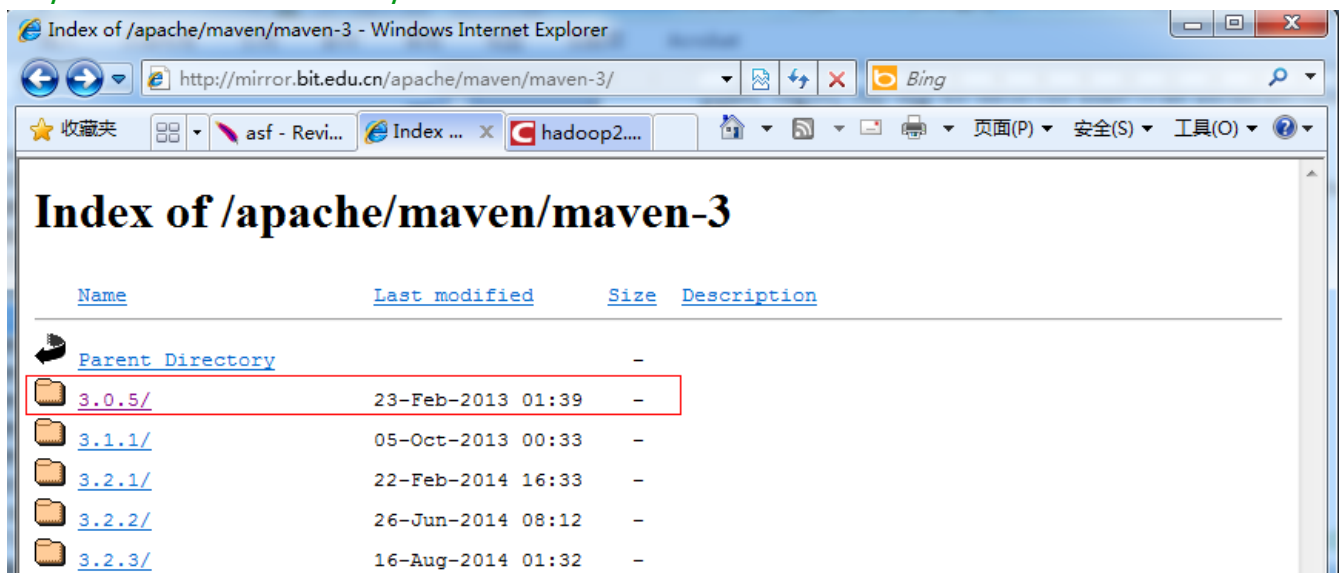 Index of /apache/maven/maven-3 - Windows Internet Explorer
http://mirror.bit.edu.cn/apache/maven/maven-3/ Bing
收藏夹 asf - Revi... Index ... x hadoop2.... 页面(P) 安全(S) 工具(O)
Index of /apache/maven/maven-3
Name Last modified Size Description
Parent Directory -
3.0.5/ 23-Feb-2013 01:39 -
3.1.1/ 05-Oct-2013 00:33 -
3.2.1/ 22-Feb-2014 16:33 -
3.2.2/ 26-Jun-2014 08:12 -
3.2.3/ 16-Aug-2014 01:32 -